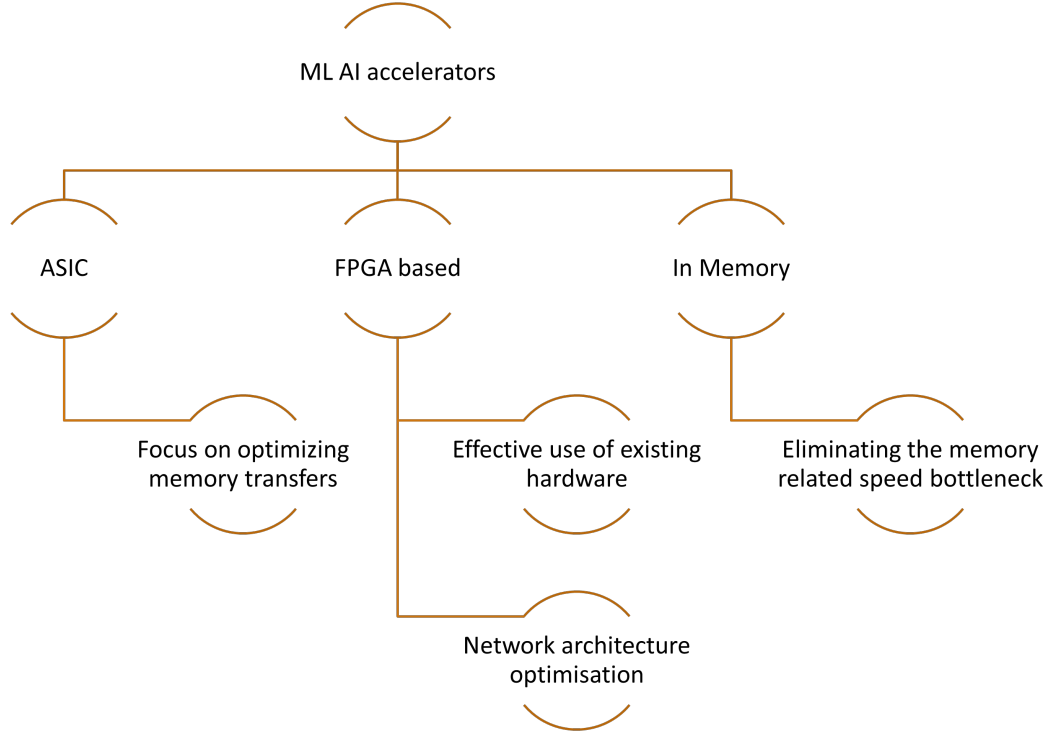 ML AI accelerators
ASIC
FPGA based
In Memory
Focus on optimizing
memory transfers
Effective use of existing
hardware
Eliminating the memory
related speed bottleneck
Network architecture
optimisation